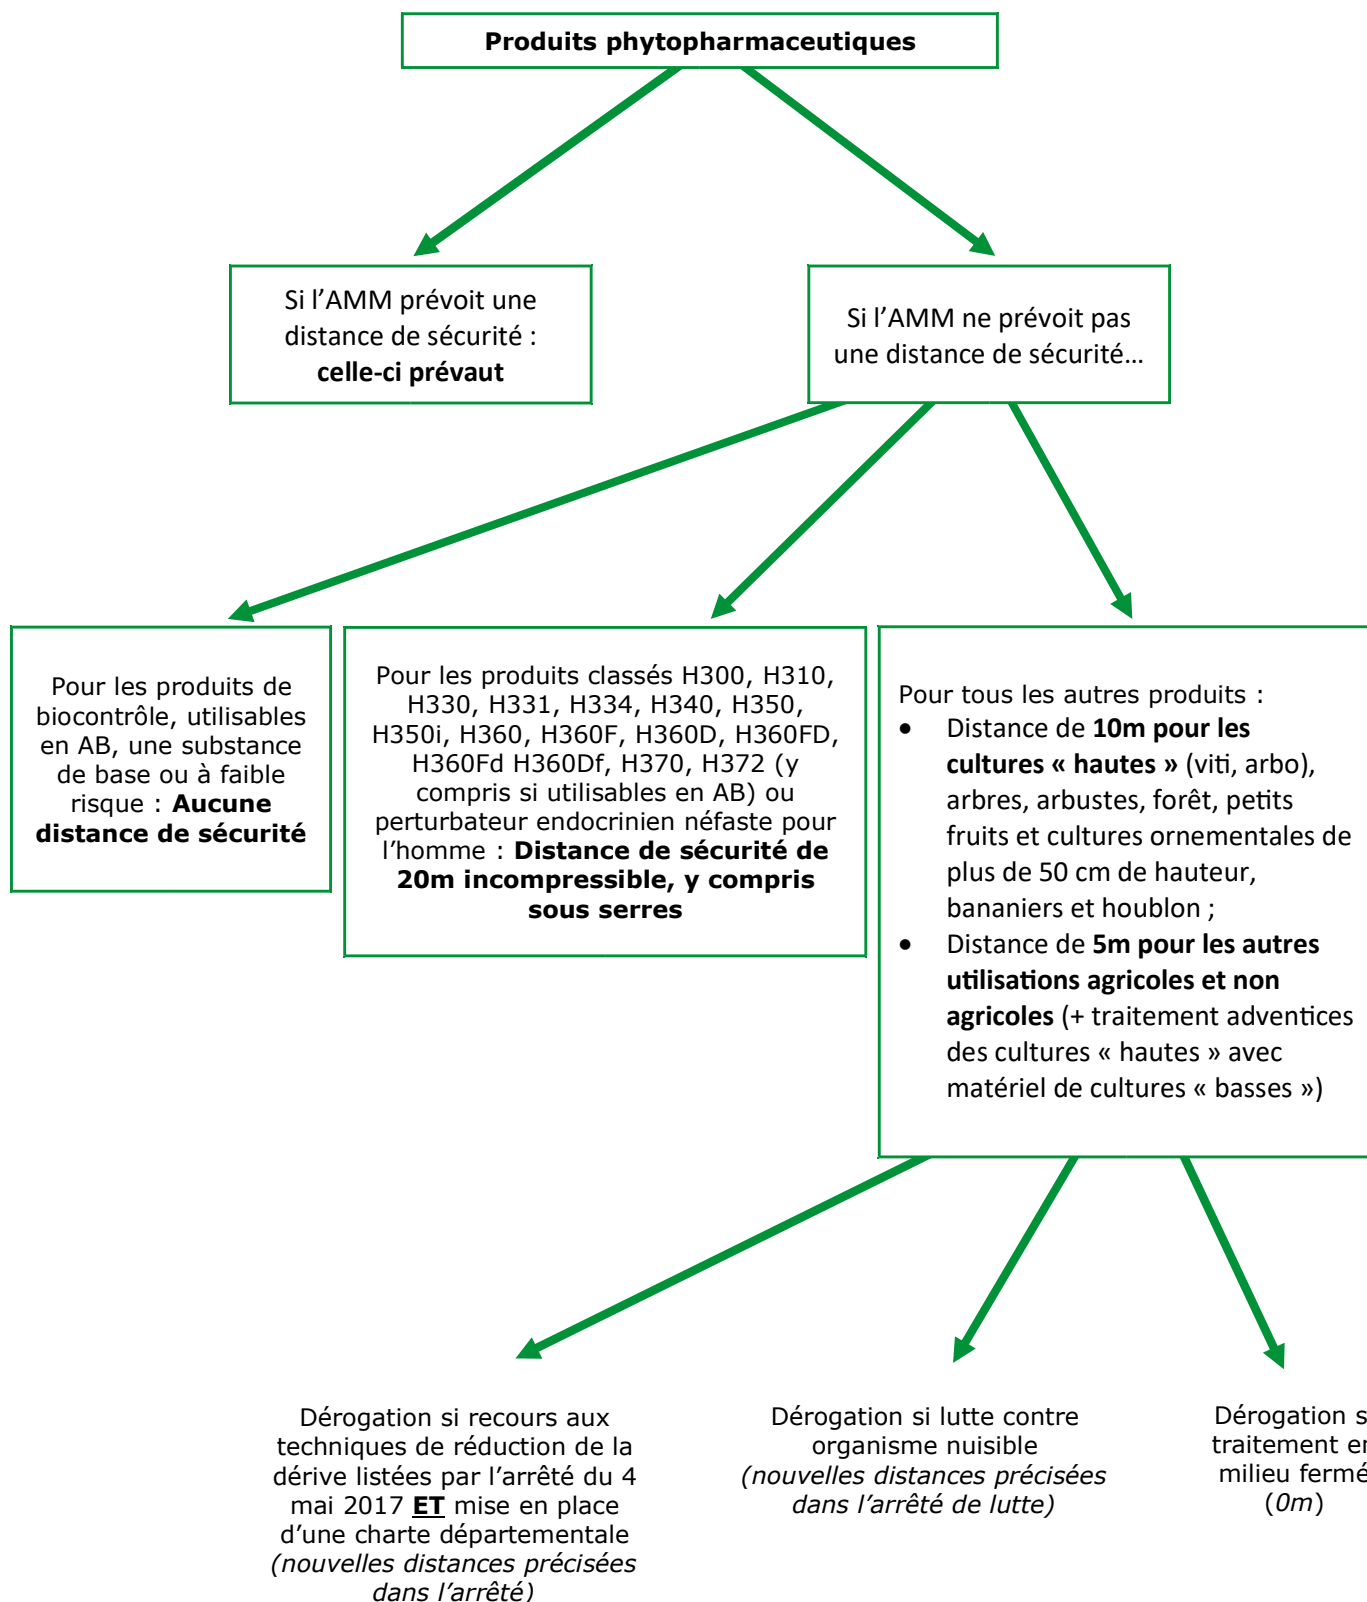 Produits phytopharmaceutiques
Si l’AMM prévoit une
distance de sécurité :
celle-ci prévaut
Si l’AMM ne prévoit pas
une distance de sécurité…
Pour les produits de
biocontrôle, utilisables
en AB, une substance
de base ou à faible
risque : Aucune
distance de sécurité
Pour les produits classés H300, H310,
H330, H331, H334, H340, H350,
H350i, H360, H360F, H360D, H360FD,
H360Fd H360Df, H370, H372 (y
compris si utilisables en AB) ou
perturbateur endocrinien néfaste pour
l’homme : Distance de sécurité de
20m incompressible, y compris
sous serres
Pour tous les autres produits :
• Distance de 10m pour les
cultures « hautes » (viti, arbo),
arbres, arbustes, forêt, petits
fruits et cultures ornementales de
plus de 50 cm de hauteur,
bananiers et houblon ;
• Distance de 5m pour les autres
utilisations agricoles et non
agricoles (+ traitement adventices
des cultures « hautes » avec
matériel de cultures « basses »)
Dérogation si recours aux
techniques de réduction de la
dérive listées par l’arrêté du 4
mai 2017 ET mise en place
d’une charte départementale
(nouvelles distances précisées
dans l’arrêté)
Dérogation si lutte contre
organisme nuisible
(nouvelles distances précisées
dans l’arrêté de lutte)
Dérogation s
traitement e
milieu fermé
(0m)